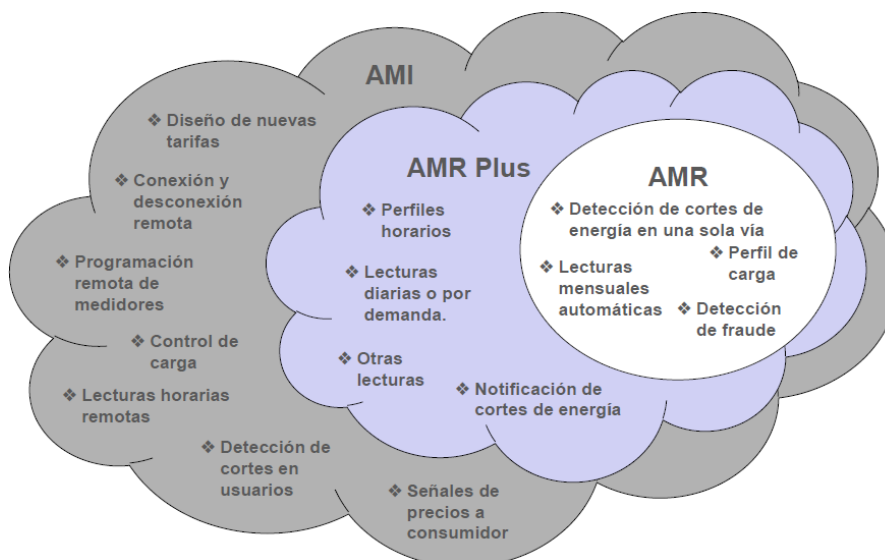 AMI
❖ Diseño de nuevas
tarifas
❖ Conexión y
desconexión
remota
❖ Programación
remota de
medidores
❖ Control de
carga
❖ Lecturas horarias
remotas
❖ Detección de
cortes en
usuarios
❖ Señales de
precios a
consumidor
AMR Plus
❖ Perfiles
horarios
❖ Lecturas
diarias o por
demanda.
❖ Otras
lecturas
❖ Notificación de
cortes de energía
AMR
❖ Detección de cortes de
energía en una sola vía
❖ Perfil de
carga
❖ Lecturas
mensuales
automáticas
❖ Detección
de fraude